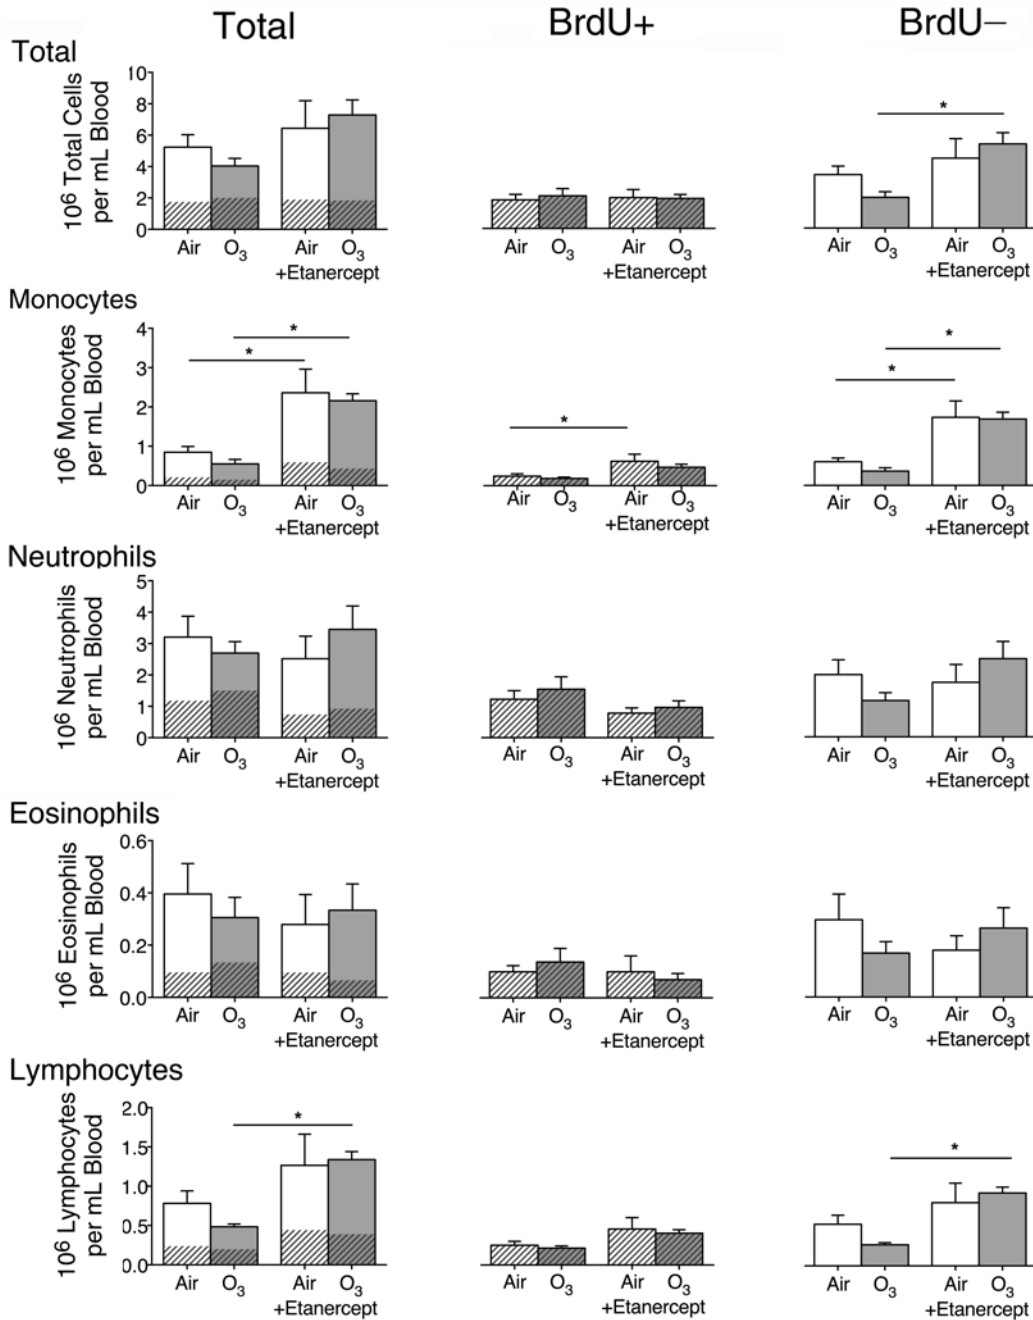 Total BrdU+ BrdU–
Total
10⁶ Total Cells
per mL Blood
10
8
6
4
2
0
Air O₃ Air O₃
+Etanercept
Air O₃ Air O₃
+Etanercept
*
Air O₃ Air O₃
+Etanercept
Monocytes
10⁶ Monocytes
per mL Blood
4
3
2
1
0
*
*
Air O₃ Air O₃
+Etanercept
*
Air O₃ Air O₃
+Etanercept
*
*
Air O₃ Air O₃
+Etanercept
Neutrophils
10⁶ Neutrophils
per mL Blood
5
4
3
2
1
0
Air O₃ Air O₃
+Etanercept
Air O₃ Air O₃
+Etanercept
Air O₃ Air O₃
+Etanercept
Eosinophils
10⁶ Eosinophils
per mL Blood
0.6
0.4
0.2
0.0
Air O₃ Air O₃
+Etanercept
Air O₃ Air O₃
+Etanercept
Air O₃ Air O₃
+Etanercept
Lymphocytes
10⁶ Lymphocytes
per mL Blood
2.0
1.5
1.0
0.5
0.0
*
Air O₃ Air O₃
+Etanercept
Air O₃ Air O₃
+Etanercept
*
Air O₃ Air O₃
+Etanercept